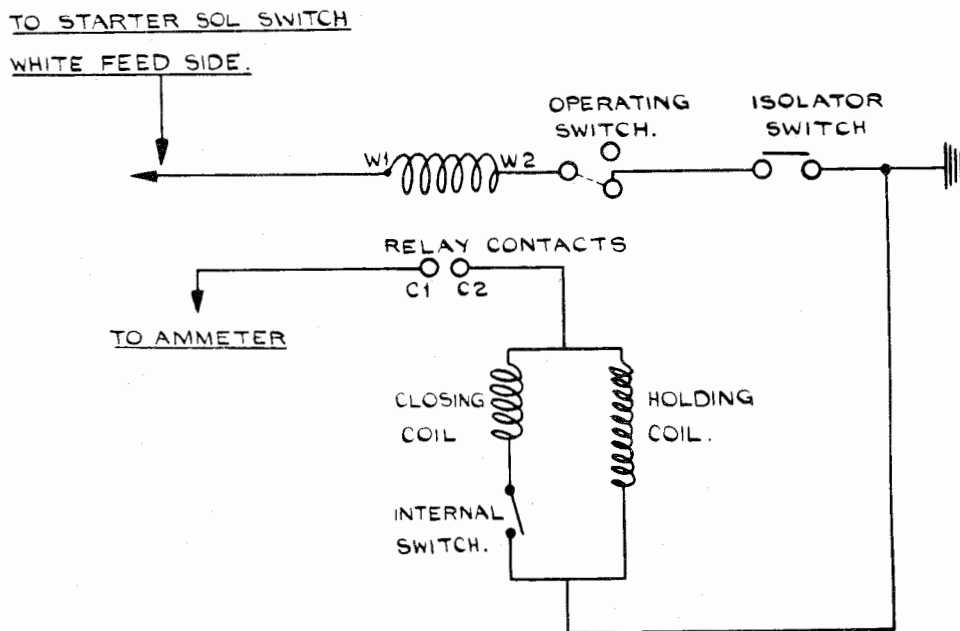 TO STARTER SOL SWITCH
WHITE FEED SIDE.
OPERATING
SWITCH.
ISOLATOR
SWITCH
W1
W2
RELAY CONTACTS
C1 C2
TO AMMETER
CLOSING
COIL
HOLDING
COIL.
INTERNAL
SWITCH.